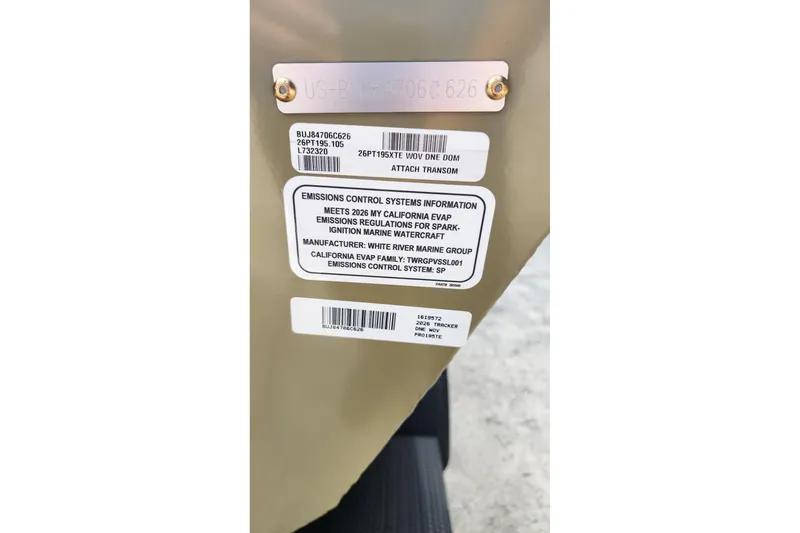 BUJ84706C626
26PT195.105
L732320
26PT195XTE WOV DNE DOM
ATTACH TRANSOM
EMISSIONS CONTROL SYSTEMS INFORMATION
MEETS 2026 MY CALIFORNIA EVAP
EMISSIONS REGULATIONS FOR SPARK-
IGNITION MARINE WATERCRAFT
MANUFACTURER: WHITE RIVER MARINE GROUP
CALIFORNIA EVAP FAMILY: TWRGPVSSL001
EMISSIONS CONTROL SYSTEM: SP
BUJ84706C626
1619572
2026 TRACKER
DNE WOV
PRO195TE